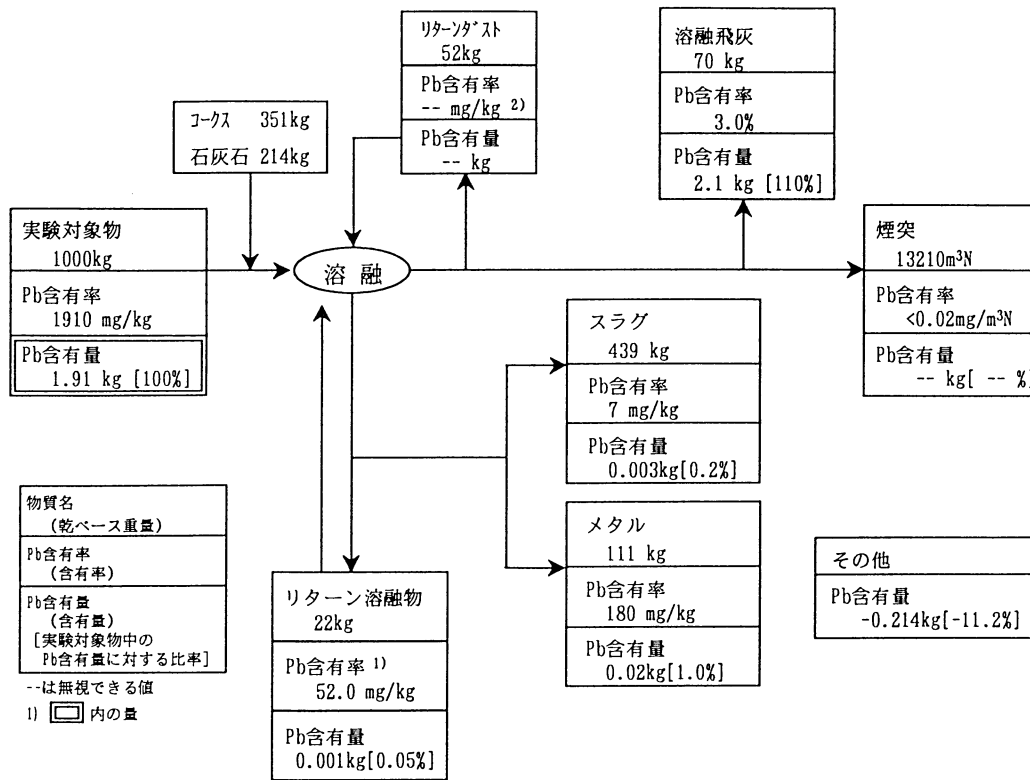 リターンダスト
52kg
Pb含有率
-- mg/kg 2)
Pb含有量
-- kg
溶融飛灰
70 kg
Pb含有率
3.0%
Pb含有量
2.1 kg [110%]
コークス 351kg
石灰石 214kg
実験対象物
1000kg
Pb含有率
1910 mg/kg
Pb含有量
1.91 kg [100%]
溶 融
煙突
13210m³N
Pb含有率
<0.02mg/m³N
Pb含有量
-- kg[ -- %]
スラグ
439 kg
Pb含有率
7 mg/kg
Pb含有量
0.003kg[0.2%]
メタル
111 kg
Pb含有率
180 mg/kg
Pb含有量
0.02kg[1.0%]
その他
Pb含有量
-0.214kg[-11.2%]
リターン溶融物
22kg
Pb含有率 1)
52.0 mg/kg
Pb含有量
0.001kg[0.05%]
物質名
(乾ベース重量)
Pb含有率
(含有率)
Pb含有量
(含有量)
[実験対象物中の
Pb含有量に対する比率]
--は無視できる値
1) 内の量